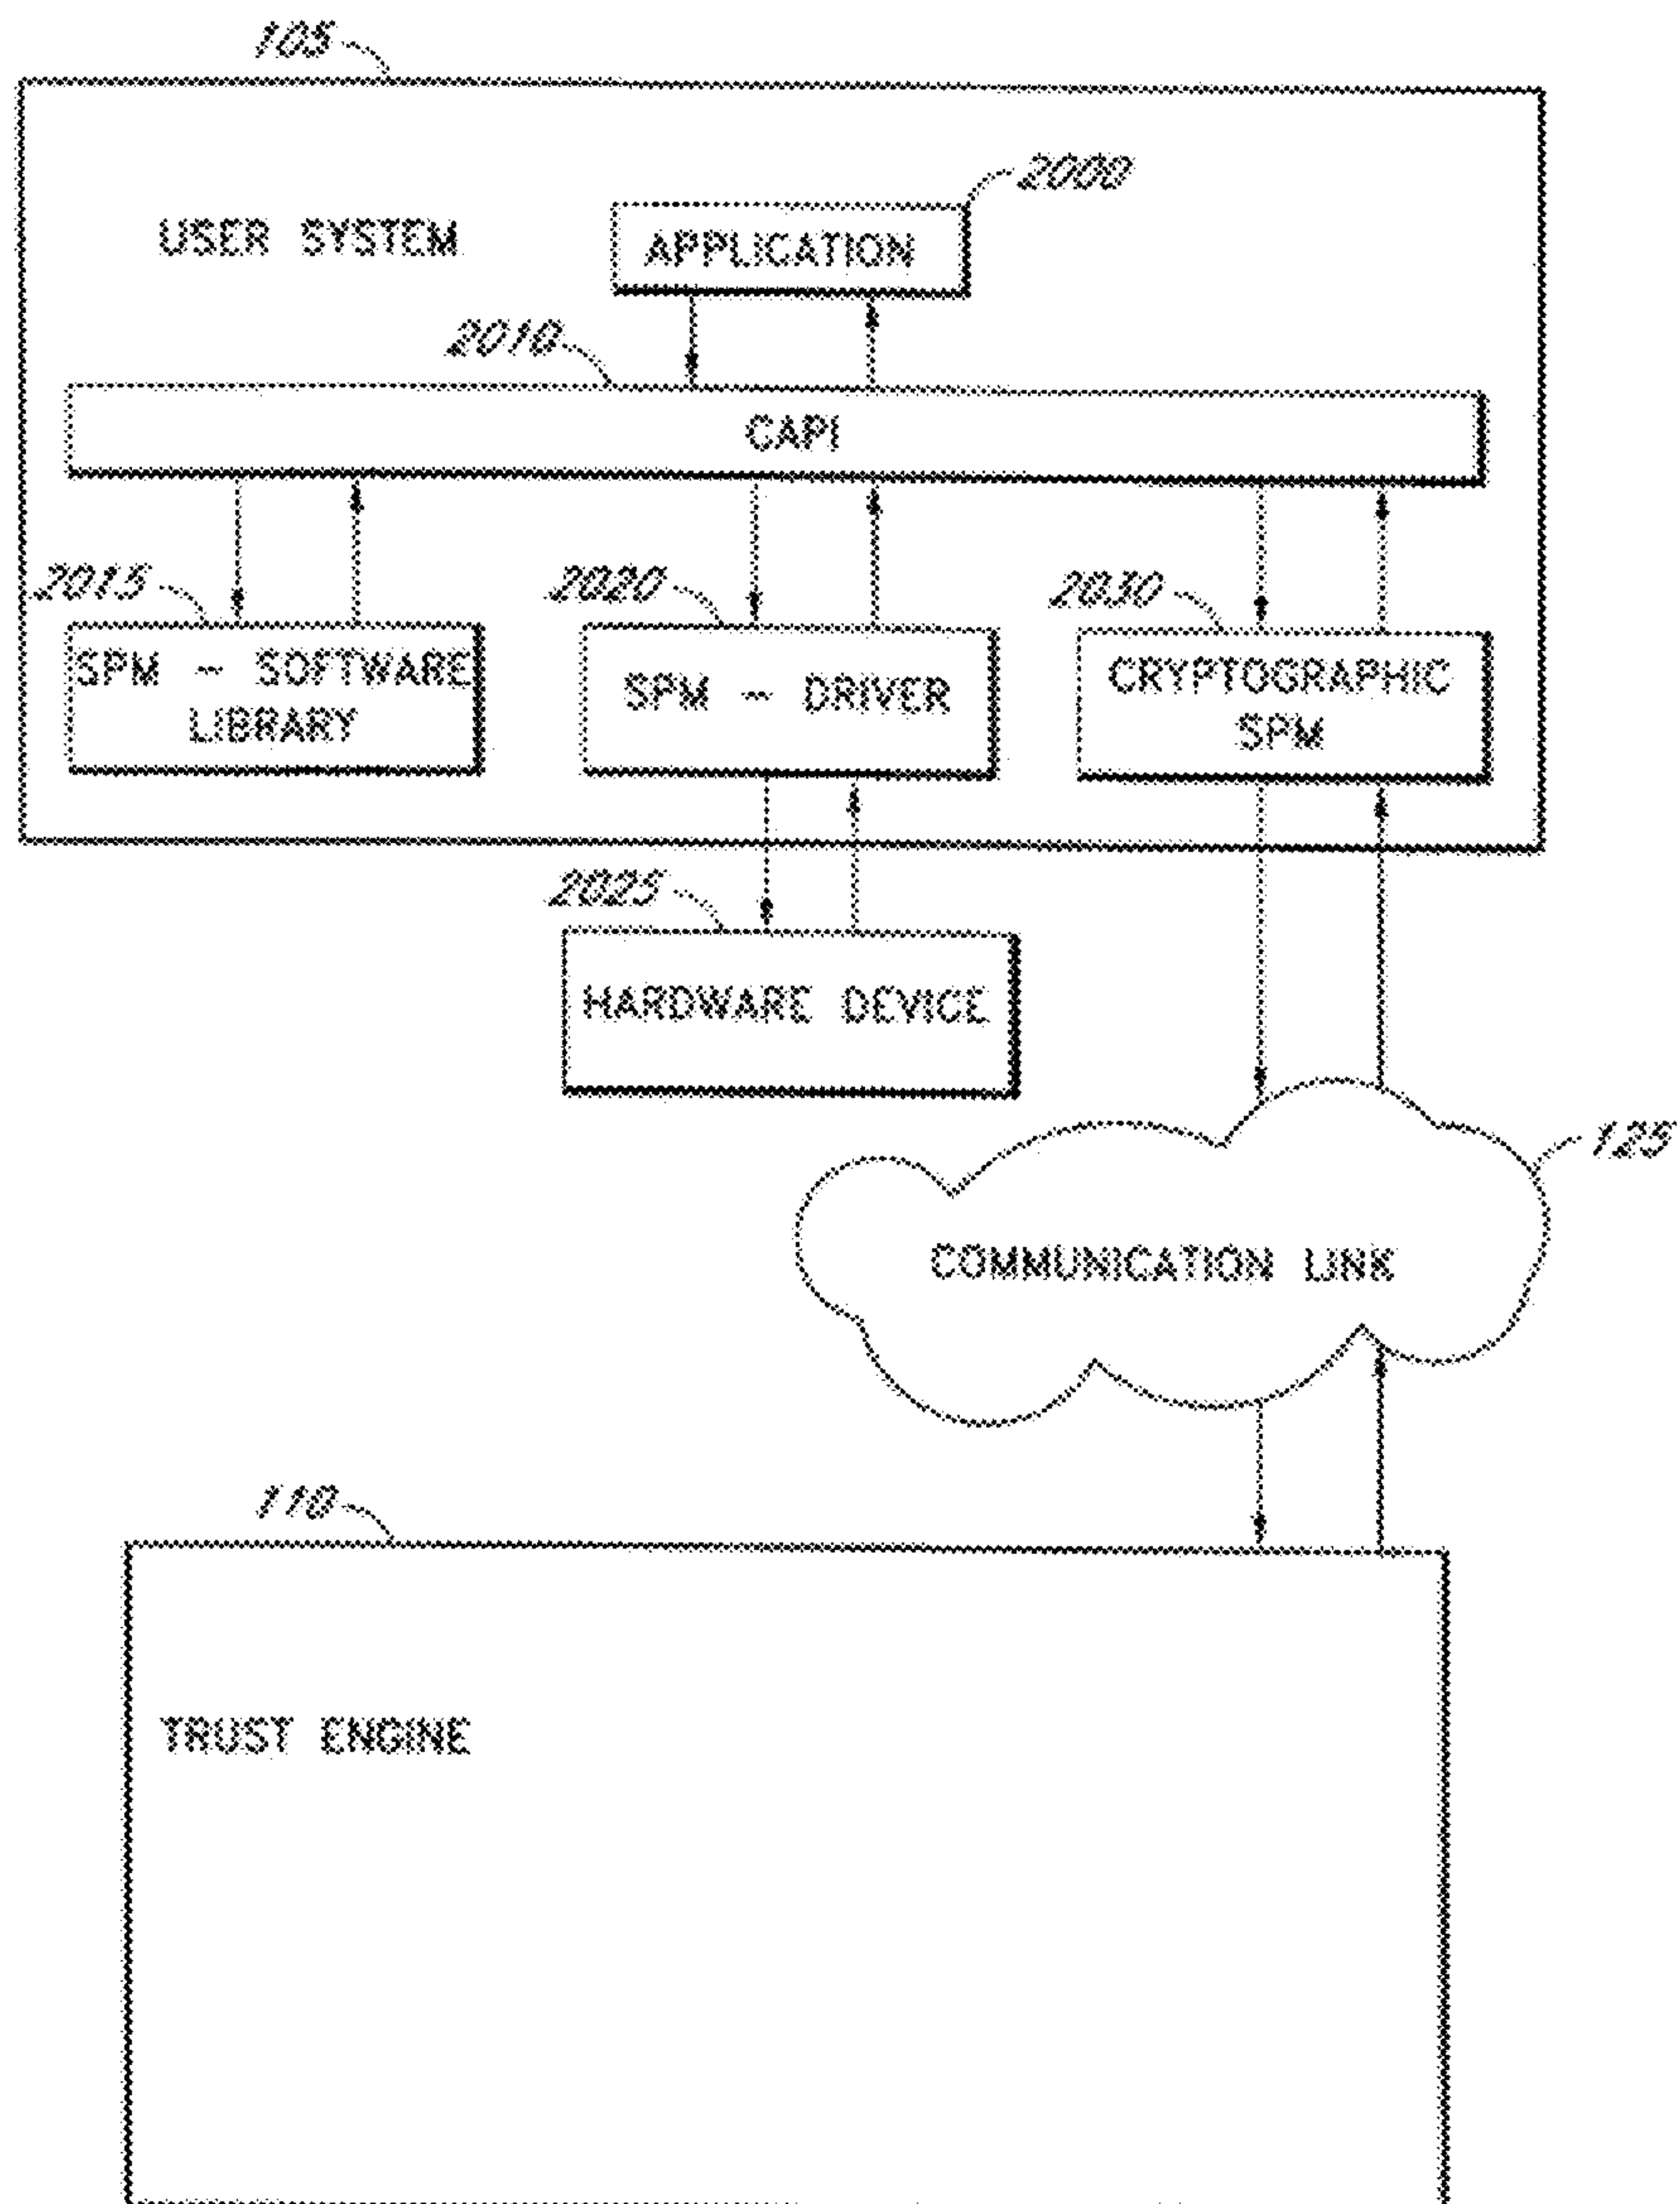 105
2000
USER SYSTEM
APPLICATION
2010
CAPI
2015
2020
2030
SPM - SOFTWARE
LIBRARY
SPM - DRIVER
CRYPTOGRAPHIC
SPM
2025
HARDWARE DEVICE
125
COMMUNICATION LINK
110
TRUST ENGINE